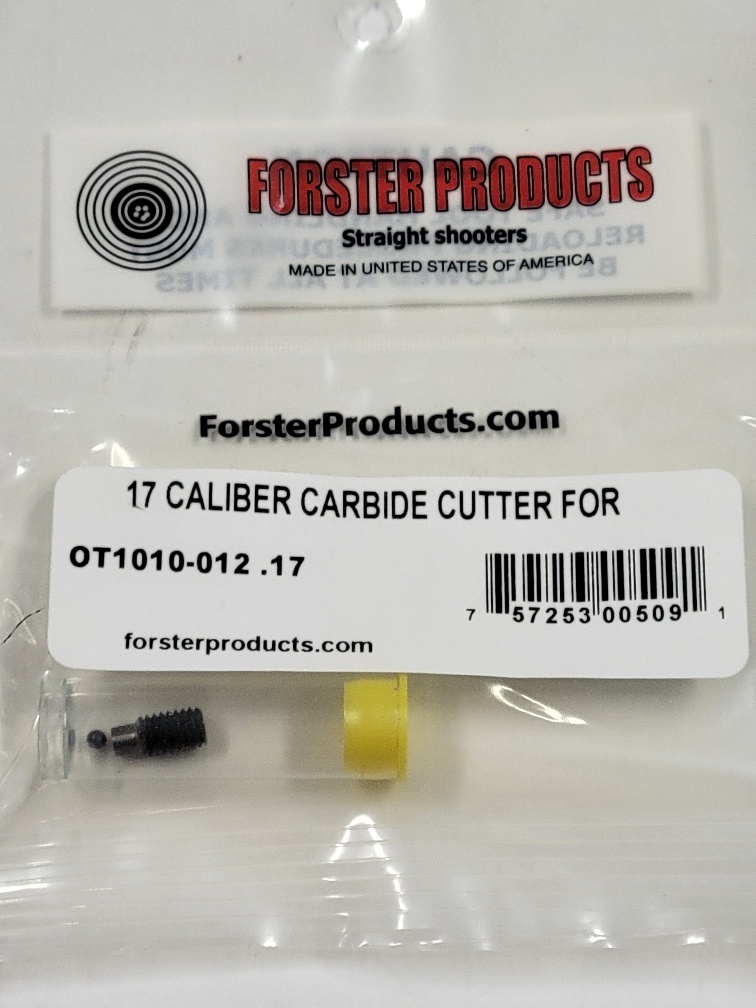 FORSTER PRODUCTS
Straight shooters
MADE IN UNITED STATES OF AMERICA
ForsterProducts.com
17 CALIBER CARBIDE CUTTER FOR
OT1010-012 .17
7 57253 00509 1
forsterproducts.com